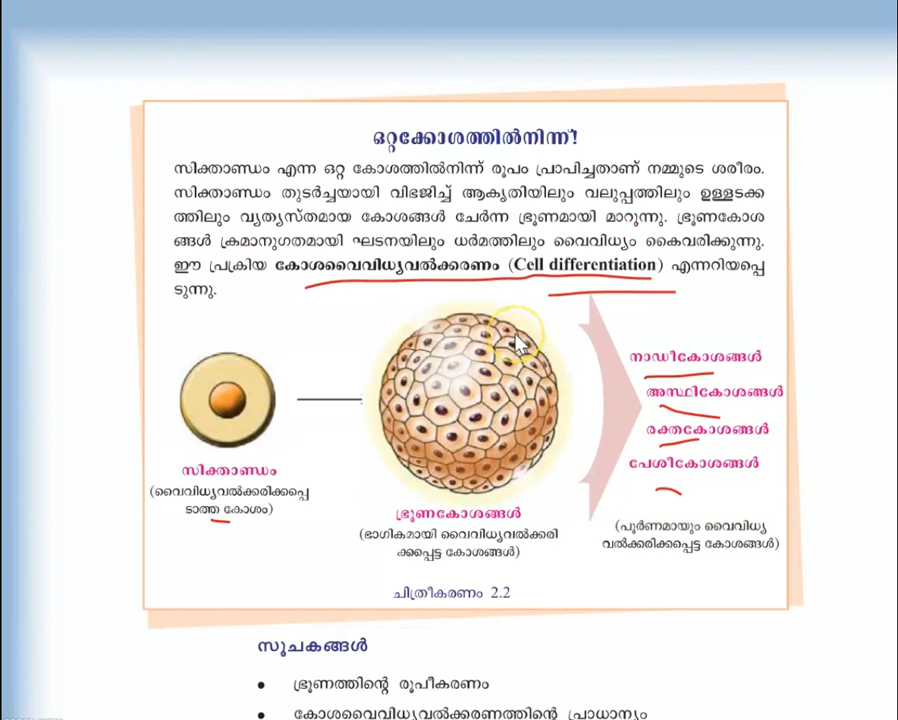 ഒറ്റക്കോശത്തിൽനിന്ന്!
സിക്താണ്ഡം എന്ന ഒറ്റ കോശത്തിൽനിന്ന് രൂപം പ്രാപിച്ചതാണ് നമ്മുടെ ശരീരം.
സിക്താണ്ഡം തുടർച്ചയായി വിഭജിച്ച് ആകൃതിയിലും വലുപ്പത്തിലും ഉള്ളടക്ക
ത്തിലും വ്യത്യസ്തമായ കോശങ്ങൾ ചേർന്ന ഭ്രൂണമായി മാറുന്നു. ഭ്രൂണകോശ
ങ്ങൾ ക്രമാനുഗതമായി ഘടനയിലും ധർമത്തിലും വൈവിധ്യം കൈവരിക്കുന്നു.
ഈ പ്രക്രിയ കോശവൈവിധ്യവൽക്കരണം (Cell differentiation) എന്നറിയപ്പെ
ടുന്നു.
നാഡീകോശങ്ങൾ
അസ്ഥികോശങ്ങൾ
രക്തകോശങ്ങൾ
പേശീകോശങ്ങൾ
(പൂർണമായും വൈവിധ്യ
വൽക്കരിക്കപ്പെട്ട കോശങ്ങൾ)
സിക്താണ്ഡം
(വൈവിധ്യവൽക്കരിക്കപ്പെ
ടാത്ത കോശം)
ഭ്രൂണകോശങ്ങൾ
(ഭാഗികമായി വൈവിധ്യവൽക്കരി
ക്കപ്പെട്ട കോശങ്ങൾ)
ചിത്രീകരണം 2.2
സൂചകങ്ങൾ
• ഭ്രൂണത്തിന്റെ രൂപീകരണം
• കോശവൈവിധ്യവൽക്കരണത്തിന്റെ പ്രാധാന്യം